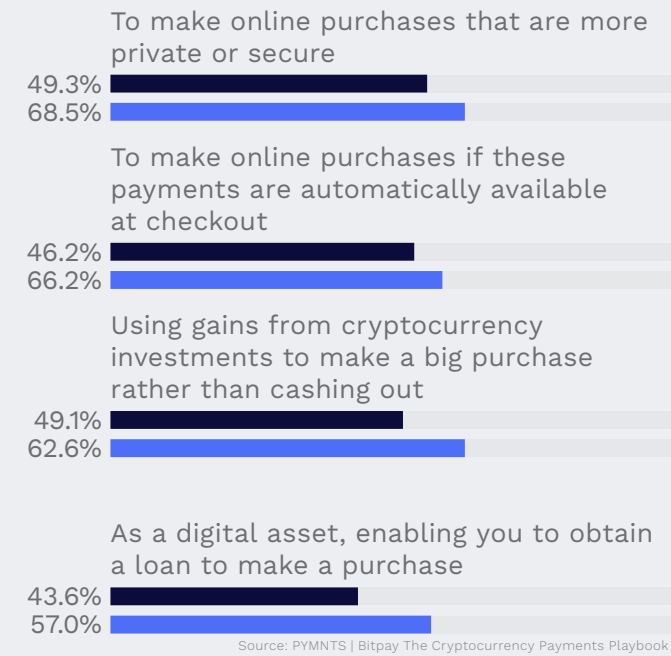 To make online purchases that are more
private or secure
49.3%
68.5%
To make online purchases if these
payments are automatically available
at checkout
46.2%
66.2%
Using gains from cryptocurrency
investments to make a big purchase
rather than cashing out
49.1%
62.6%
As a digital asset, enabling you to obtain
a loan to make a purchase
43.6%
57.0%
Source: PYMNTS | Bitpay The Cryptocurrency Payments Playbook